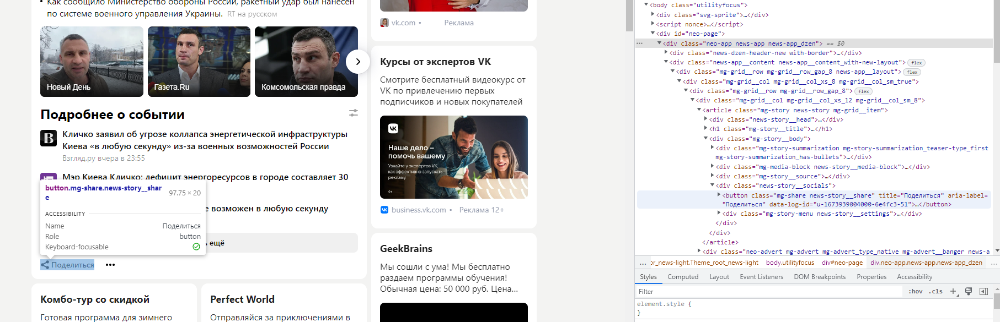 • Как сообщило Министерство обороны России, ракетный удар был нанесен
по системе военного управления Украины. RT на русском
Новый День
Газета.Ru
Комсомольская правда
Подробнее о событии
B
Кличко заявил об угрозе коллапса энергетической инфраструктуры
Киева «в любую секунду» из-за военных возможностей России
Взгляд.ру вчера в 23:55
Мэр Киева Кличко: дефицит энергоресурсов в городе составляет 30
button.mg-share.news-story__shar
e
97.75 × 20
ACCESSIBILITY
Name Поделиться
Role button
Keyboard-focusable
е возможен в любую секунду
ь ещё
Поделиться •••
Комбо-тур со скидкой
Готовая программа для зимнего
Perfect World
Отправляйся за приключениями в
vk.com • Реклама
Курсы от экспертов VK
Смотрите бесплатный видеокурс от
VK по привлечению первых
подписчиков и новых покупателей
Наше дело –
помочь вашему
Узнайте у экспертов VK,
как эффективно запускать
рекламу
0+
business.vk.com • Реклама 12+
GeekBrains
Мы сошли с ума! Мы бесплатно
раздаем программы обучения!
Обычная цена: 50 000 руб. Цена...
<body class="utilityfocus">
<div class="svg-sprite">…</div>
<script nonce>…</script>
<div id="neo-page">
<div class="neo-app news-app news-app_dzen"> == $0
<div class="news-dzen-header-new with-border">…</div>
<div class="news-app__content news-app__content_with-new-layout"> flex
<div class="mg-grid__row mg-grid__row_gap_8 news-app__layout"> flex
<div class="mg-grid__col mg-grid__col_xs_8 mg-grid__col_sm_true">
<div class="mg-grid__row mg-grid__row_gap_8"> flex
<div class="mg-grid__col mg-grid__col_xs_12 mg-grid__col_sm_8">
<article class="mg-story news-story mg-grid__item">
<div class="news-story__head">…</div>
<h1 class="mg-story__title">…</h1>
<div class="mg-story__body">
<div class="mg-story-summarization mg-story-summarization_teaser-type_first
mg-story-summarization_has-bullets">…</div>
<div class="mg-media-block news-story__media-block">…</div>
<div class="mg-story__source">…</div>
<div class="news-story__socials">
<button class="mg-share news-story__share" title="Поделиться" aria-label=
"Поделиться" data-log-id="u-1673939004000-6e4fc3-51">…</button>
<div class="mg-story-menu news-story__settings">…</div>
</div>
</div>
</article>
<div class="neo-advert mg-advert mg-advert_type_native mg-advert__banger news-a
... or_news-light.Theme_root_news-light body.utilityfocus div#neo-page div.neo-app.news-app.news-app_dzen ...
Styles Computed Layout Event Listeners DOM Breakpoints Properties Accessibility
Filter :hov .cls +
element.style {
}